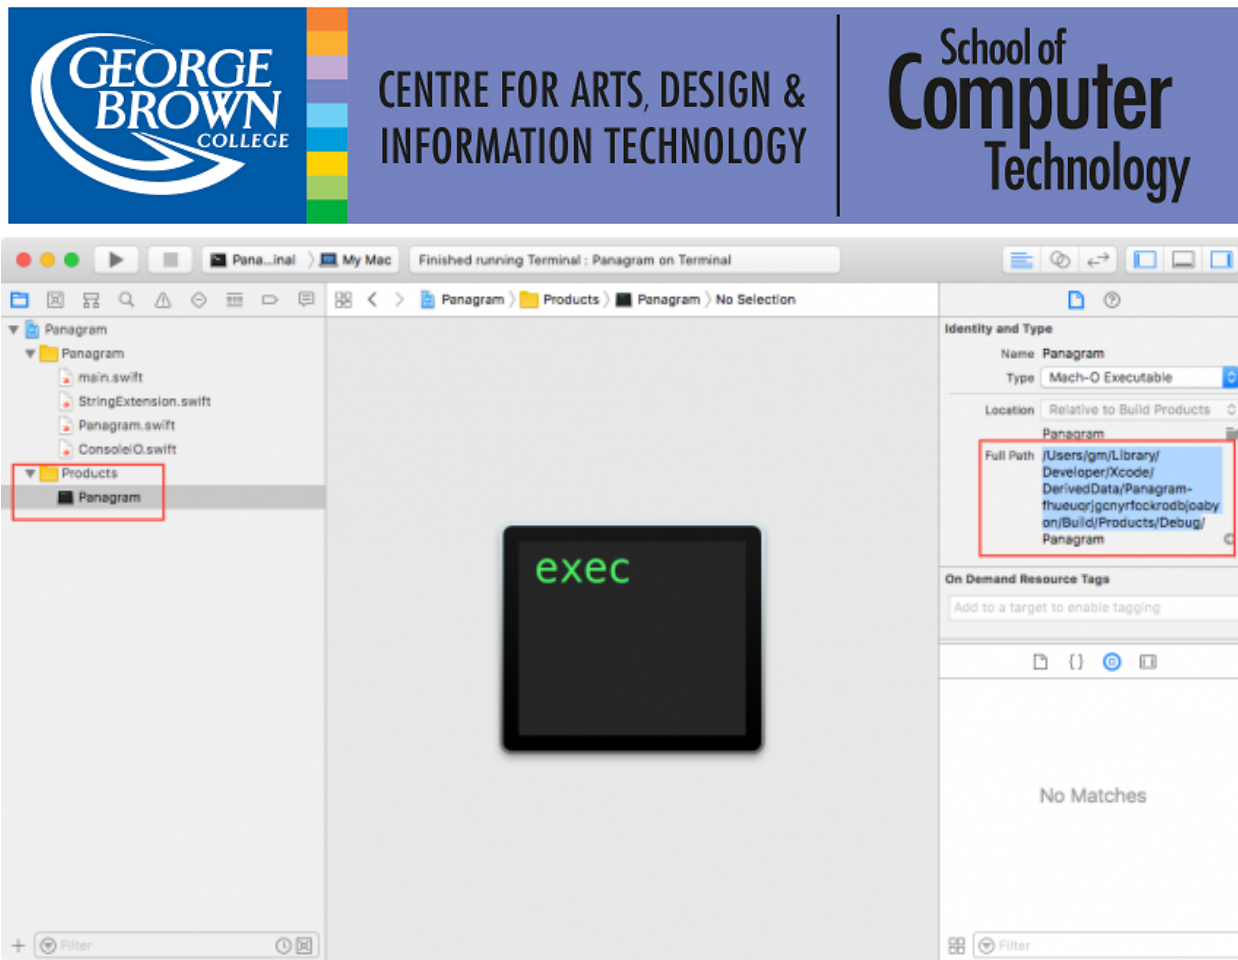 GEORGE
BROWN
COLLEGE
CENTRE FOR ARTS, DESIGN &
INFORMATION TECHNOLOGY
School of
Computer
Technology
Pana...inal
My Mac
Finished running Terminal : Panagram on Terminal
Panagram
Products
Panagram
No Selection
Panagram
Panagram
main.swift
StringExtension.swift
Panagram.swift
ConsoleIO.swift
Products
Panagram
Filter
exec
Identity and Type
Name Panagram
Type Mach-O Executable
Location Relative to Build Products
Panagram
Full Path /Users/gm/Library/
Developer/Xcode/
DerivedData/Panagram-
on/Build/Products/Debug/
Panagram
On Demand Resource Tags
Add to a target to enable tagging
No Matches
Filter